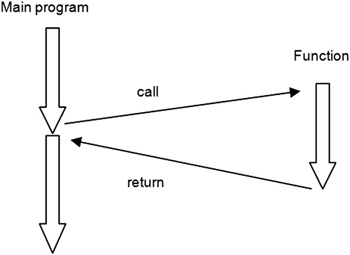 Main program
Function
call
return